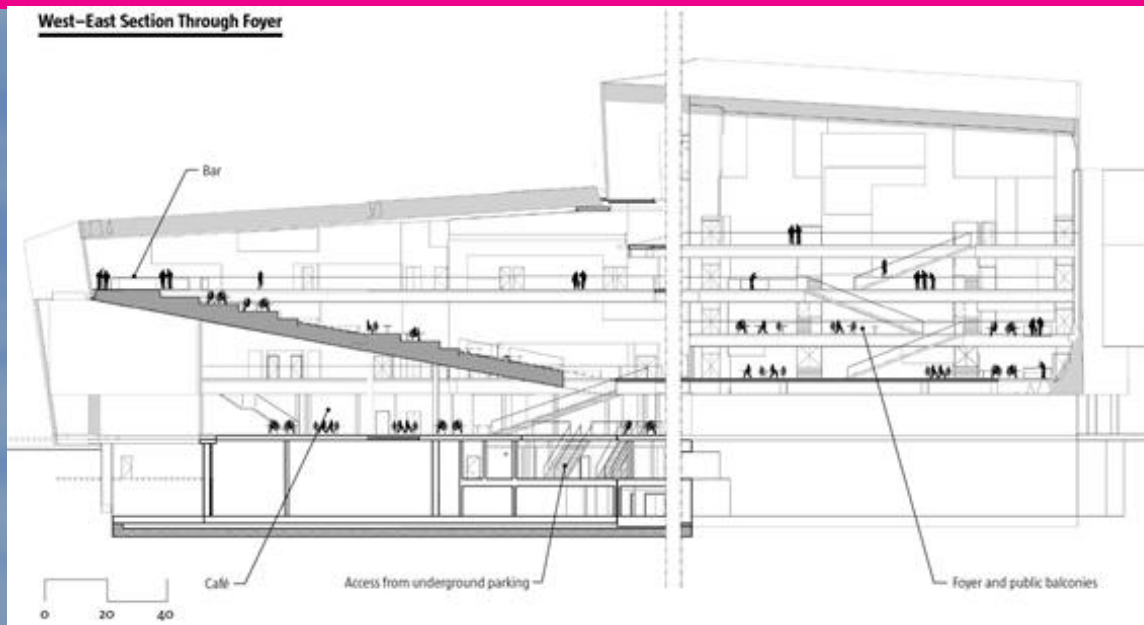 West–East Section Through Foyer
Bar
Café
Access from underground parking
Foyer and public balconies
0 20 40